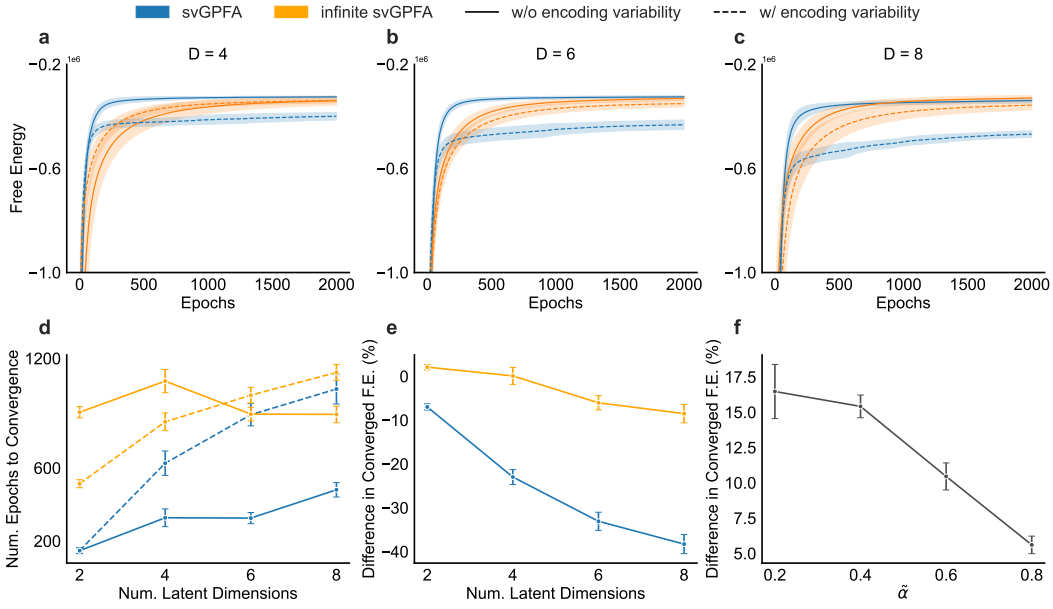 svGPFA infinite svGPFA w/o encoding variability w/ encoding variability
a b c
D = 4 D = 6 D = 8
1e6 1e6 1e6
−0.2 −0.2 −0.2
−0.6 −0.6 −0.6
−1.0 −1.0 −1.0
Free Energy
0 500 1000 1500 2000 0 500 1000 1500 2000 0 500 1000 1500 2000
Epochs Epochs Epochs
d e f
Num. Epochs to Convergence
1200
600
200
2 4 6 8
Num. Latent Dimensions
Difference in Converged F.E. (%)
0
−10
−20
−30
−40
2 4 6 8
Num. Latent Dimensions
Difference in Converged F.E. (%)
17.5
15.0
12.5
10.0
7.5
5.0
0.2 0.4 0.6 0.8
α̃